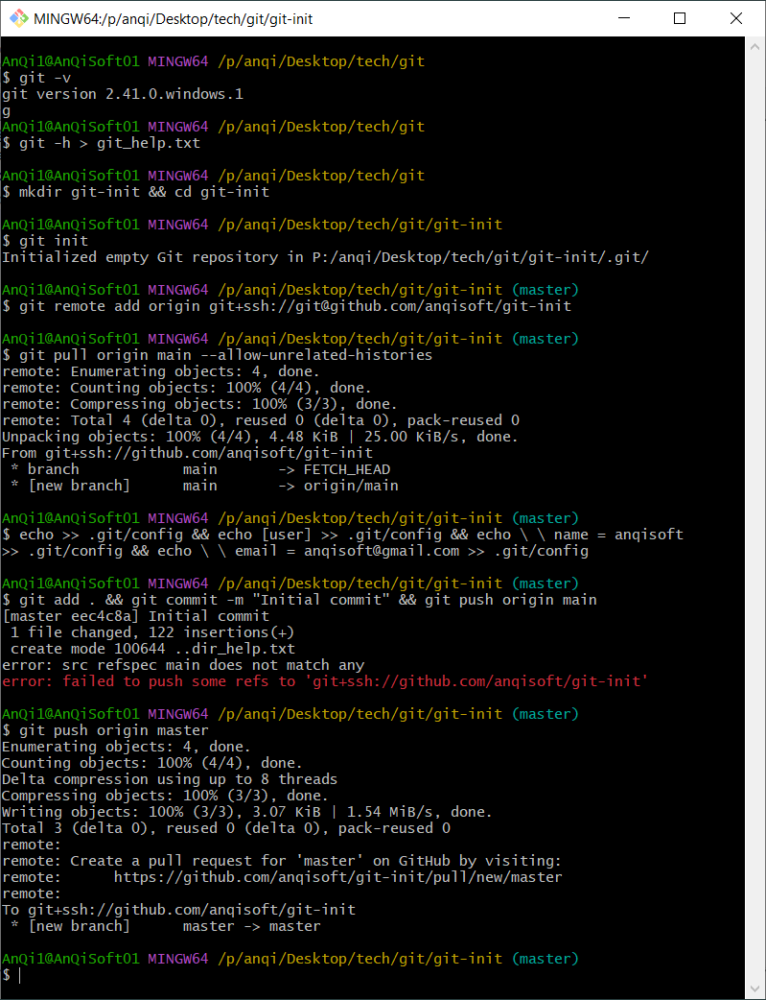 MINGW64:/p/anqi/Desktop/tech/git/git-init
AnQi1@AnQiSoft01 MINGW64 /p/anqi/Desktop/tech/git
$ git -v
git version 2.41.0.windows.1
g
AnQi1@AnQiSoft01 MINGW64 /p/anqi/Desktop/tech/git
$ git -h > git_help.txt
AnQi1@AnQiSoft01 MINGW64 /p/anqi/Desktop/tech/git
$ mkdir git-init && cd git-init
AnQi1@AnQiSoft01 MINGW64 /p/anqi/Desktop/tech/git/git-init
$ git init
Initialized empty Git repository in P:/anqi/Desktop/tech/git/git-init/.git/
AnQi1@AnQiSoft01 MINGW64 /p/anqi/Desktop/tech/git/git-init (master)
$ git remote add origin git+ssh://git@github.com/anqisoft/git-init
AnQi1@AnQiSoft01 MINGW64 /p/anqi/Desktop/tech/git/git-init (master)
$ git pull origin main --allow-unrelated-histories
remote: Enumerating objects: 4, done.
remote: Counting objects: 100% (4/4), done.
remote: Compressing objects: 100% (3/3), done.
remote: Total 4 (delta 0), reused 0 (delta 0), pack-reused 0
Unpacking objects: 100% (4/4), 4.48 KiB | 25.00 KiB/s, done.
From git+ssh://github.com/anqisoft/git-init
 * branch            main       -> FETCH_HEAD
 * [new branch]      main       -> origin/main
AnQi1@AnQiSoft01 MINGW64 /p/anqi/Desktop/tech/git/git-init (master)
$ echo >> .git/config && echo [user] >> .git/config && echo \ \ name = anqisoft
>> .git/config && echo \ \ email = anqisoft@gmail.com >> .git/config
AnQi1@AnQiSoft01 MINGW64 /p/anqi/Desktop/tech/git/git-init (master)
$ git add . && git commit -m "Initial commit" && git push origin main
[master eec4c8a] Initial commit
 1 file changed, 122 insertions(+)
 create mode 100644 ..dir_help.txt
error: src refspec main does not match any
error: failed to push some refs to 'git+ssh://github.com/anqisoft/git-init'
AnQi1@AnQiSoft01 MINGW64 /p/anqi/Desktop/tech/git/git-init (master)
$ git push origin master
Enumerating objects: 4, done.
Counting objects: 100% (4/4), done.
Delta compression using up to 8 threads
Compressing objects: 100% (3/3), done.
Writing objects: 100% (3/3), 3.07 KiB | 1.54 MiB/s, done.
Total 3 (delta 0), reused 0 (delta 0), pack-reused 0
remote:
remote: Create a pull request for 'master' on GitHub by visiting:
remote:      https://github.com/anqisoft/git-init/pull/new/master
remote:
To git+ssh://github.com/anqisoft/git-init
 * [new branch]      master -> master
AnQi1@AnQiSoft01 MINGW64 /p/anqi/Desktop/tech/git/git-init (master)
$